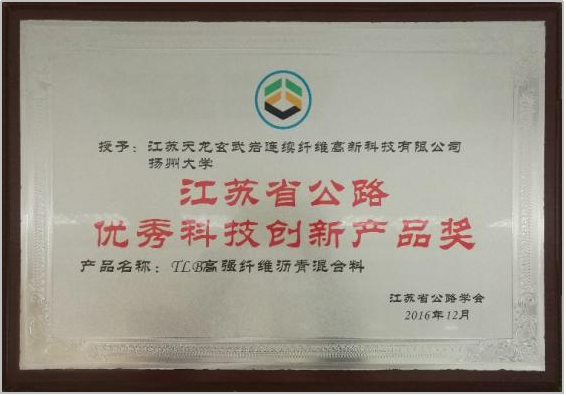 授予：江苏天龙玄武岩连续纤维高新科技有限公司
扬州大学
江苏省公路
优秀科技创新产品奖
产品名称：TLB高强纤维沥青混合料
江苏省公路学会
2016年12月